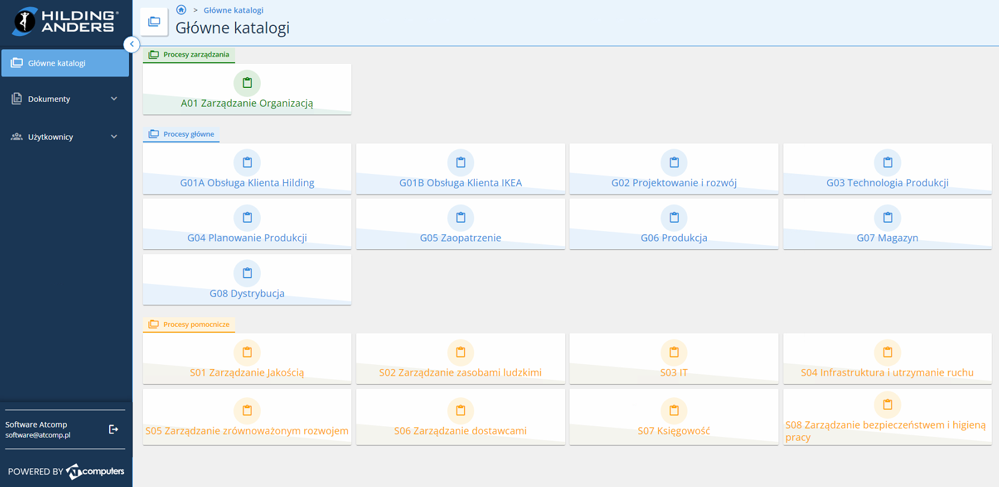 HILDING®
ANDERS
Główne katalogi
Dokumenty
Użytkownicy
Software Atcomp
software@atcomp.pl
POWERED BY ATcomputers
> Główne katalogi
Główne katalogi
Procesy zarządzania
A01 Zarządzanie Organizacją
Procesy główne
G01A Obsługa Klienta Hilding
G01B Obsługa Klienta IKEA
G02 Projektowanie i rozwój
G03 Technologia Produkcji
G04 Planowanie Produkcji
G05 Zaopatrzenie
G06 Produkcja
G07 Magazyn
G08 Dystrybucja
Procesy pomocnicze
S01 Zarządzanie Jakością
S02 Zarządzanie zasobami ludzkimi
S03 IT
S04 Infrastruktura i utrzymanie ruchu
S05 Zarządzanie zrównoważonym rozwojem
S06 Zarządzanie dostawcami
S07 Księgowość
S08 Zarządzanie bezpieczeństwem i higieną
pracy